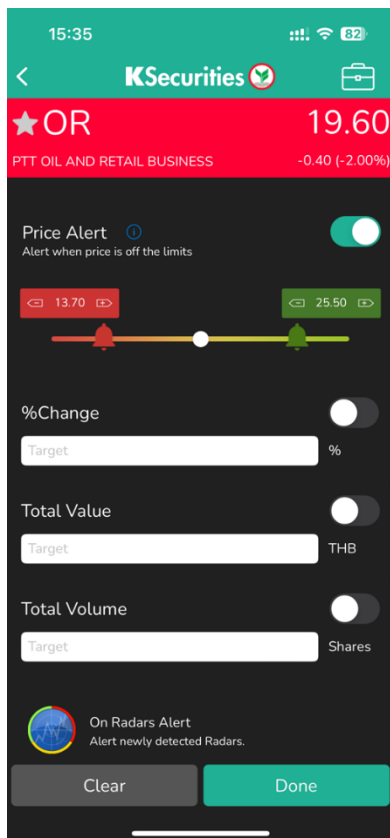 15:35
82
KSecurities
OR
19.60
PTT OIL AND RETAIL BUSINESS
-0.40 (-2.00%)
Price Alert
Alert when price is off the limits
13.70
25.50
%Change
Target
%
Total Value
Target
THB
Total Volume
Target
Shares
On Radars Alert
Alert newly detected Radars.
Clear
Done